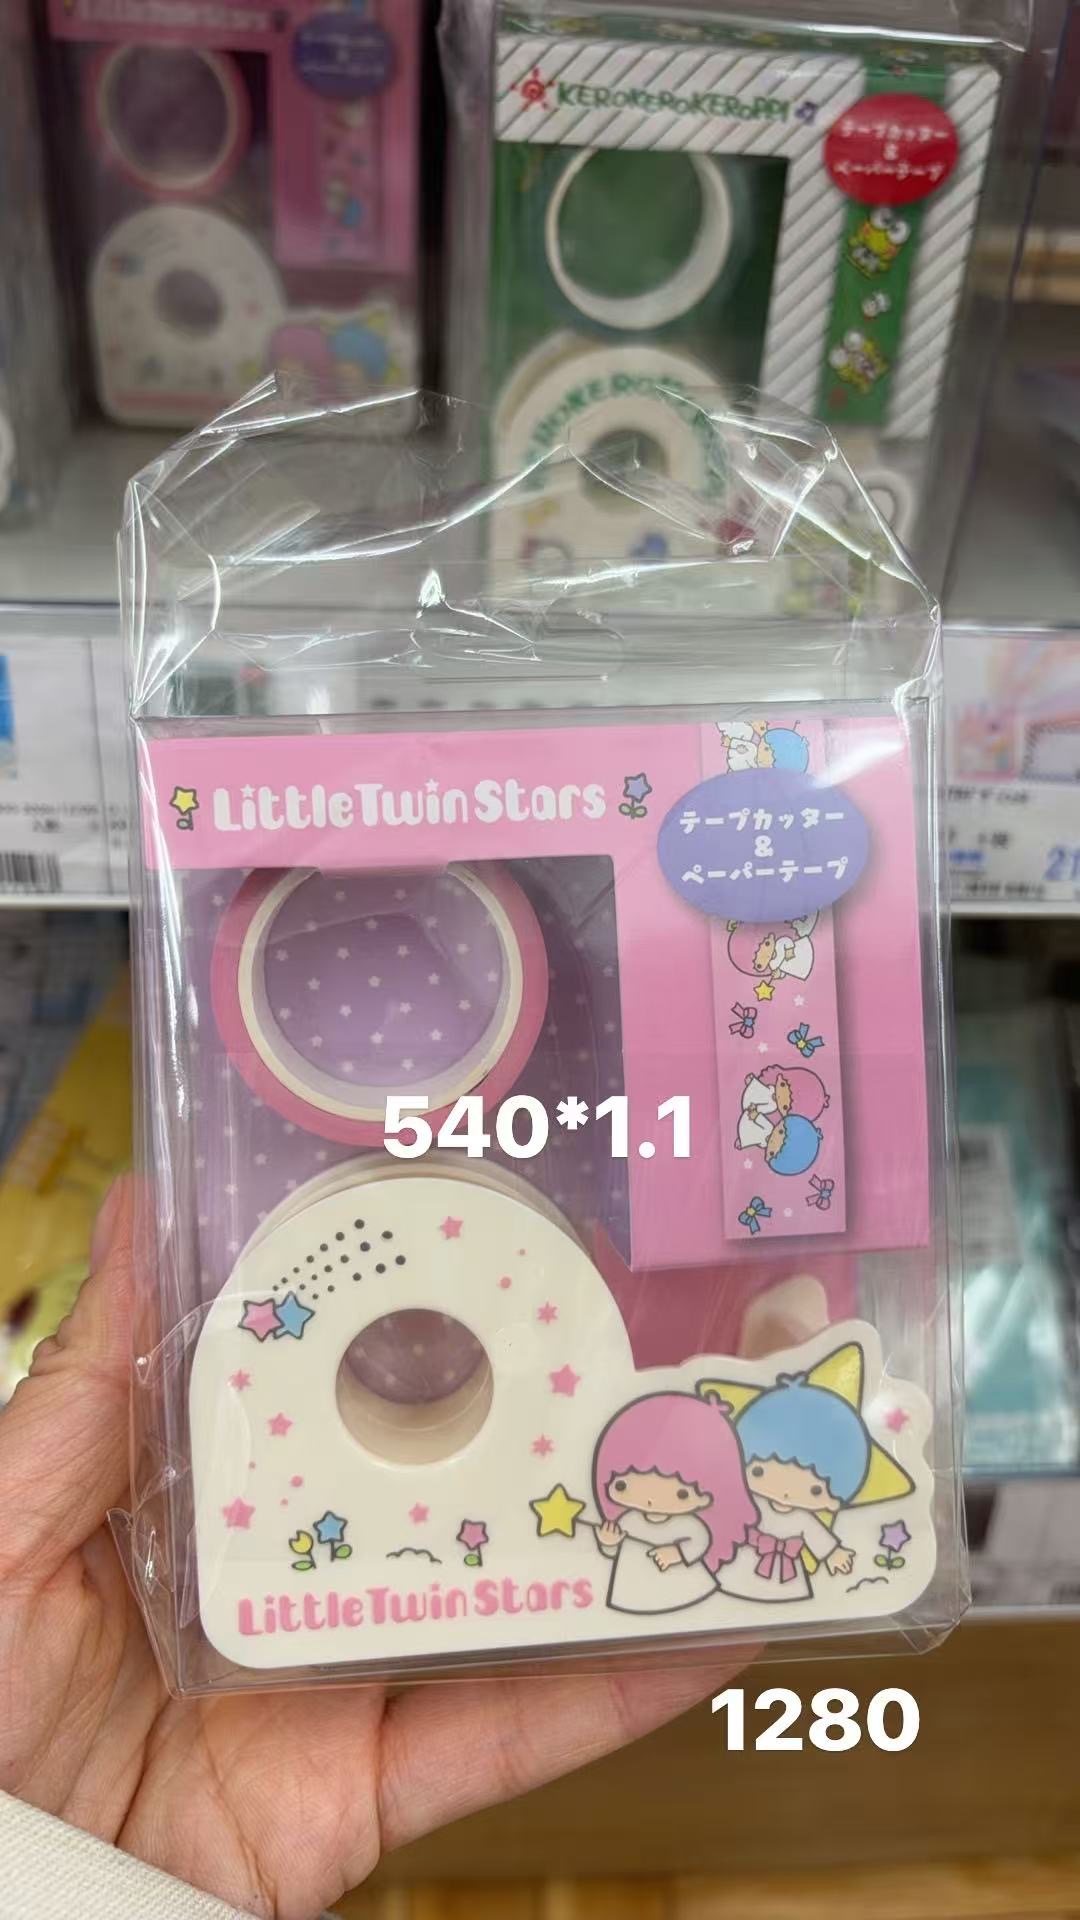 KEROKEROKEROPPI
テープカッター
&
ペーパーテープ
LittleTwinStars
テープカッター
&
ペーパーテープ
540*1.1
LittleTwinStars
1280